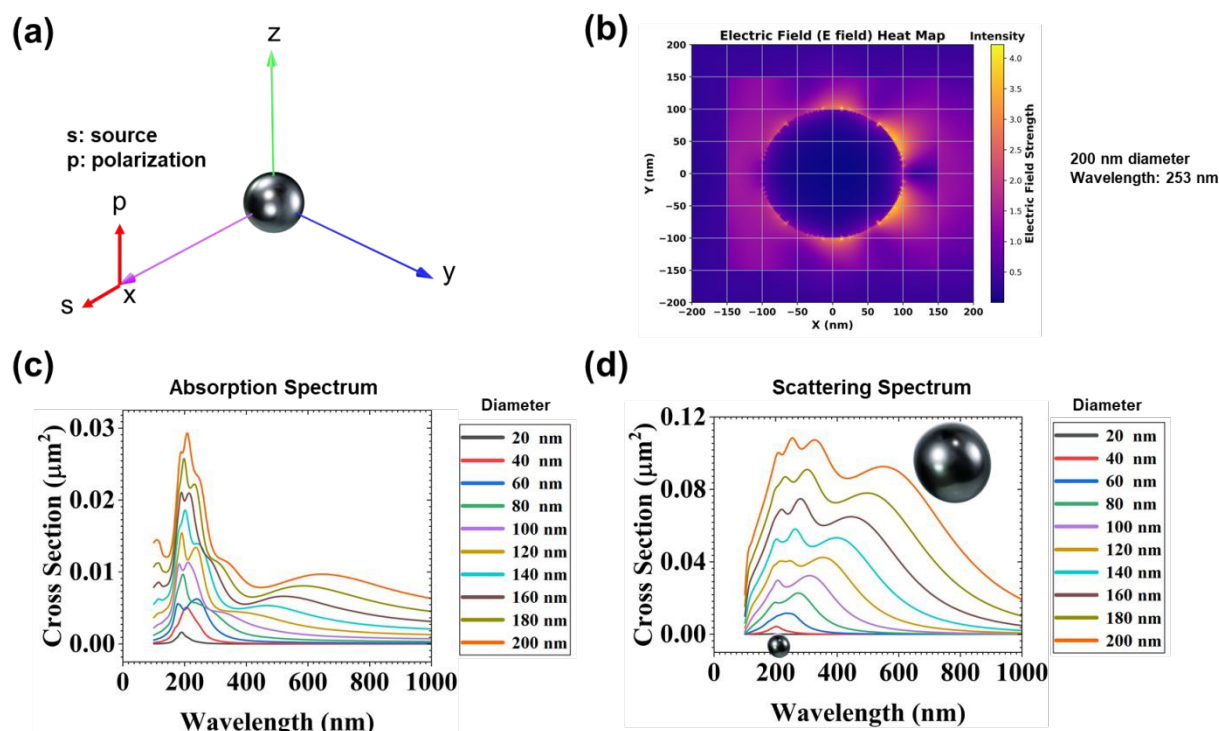 (a)
z
s: source
p: polarization
p
s
x
y
(b)
Electric Field (E field) Heat Map
Intensity
200
150
100
50
0
−50
−100
−150
−200
Y (nm)
−200 −150 −100 −50 0 50 100 150 200
X (nm)
4.0
3.5
3.0
2.5
2.0
1.5
1.0
0.5
Electric Field Strength
200 nm diameter
Wavelength: 253 nm
(c)
Absorption Spectrum
Diameter
0.03
0.02
0.01
0.00
Cross Section (µm²)
0 200 400 600 800 1000
Wavelength (nm)
20 nm
40 nm
60 nm
80 nm
100 nm
120 nm
140 nm
160 nm
180 nm
200 nm
(d)
Scattering Spectrum
Diameter
0.12
0.08
0.04
0.00
Cross Section (µm²)
0 200 400 600 800 1000
Wavelength (nm)
20 nm
40 nm
60 nm
80 nm
100 nm
120 nm
140 nm
160 nm
180 nm
200 nm